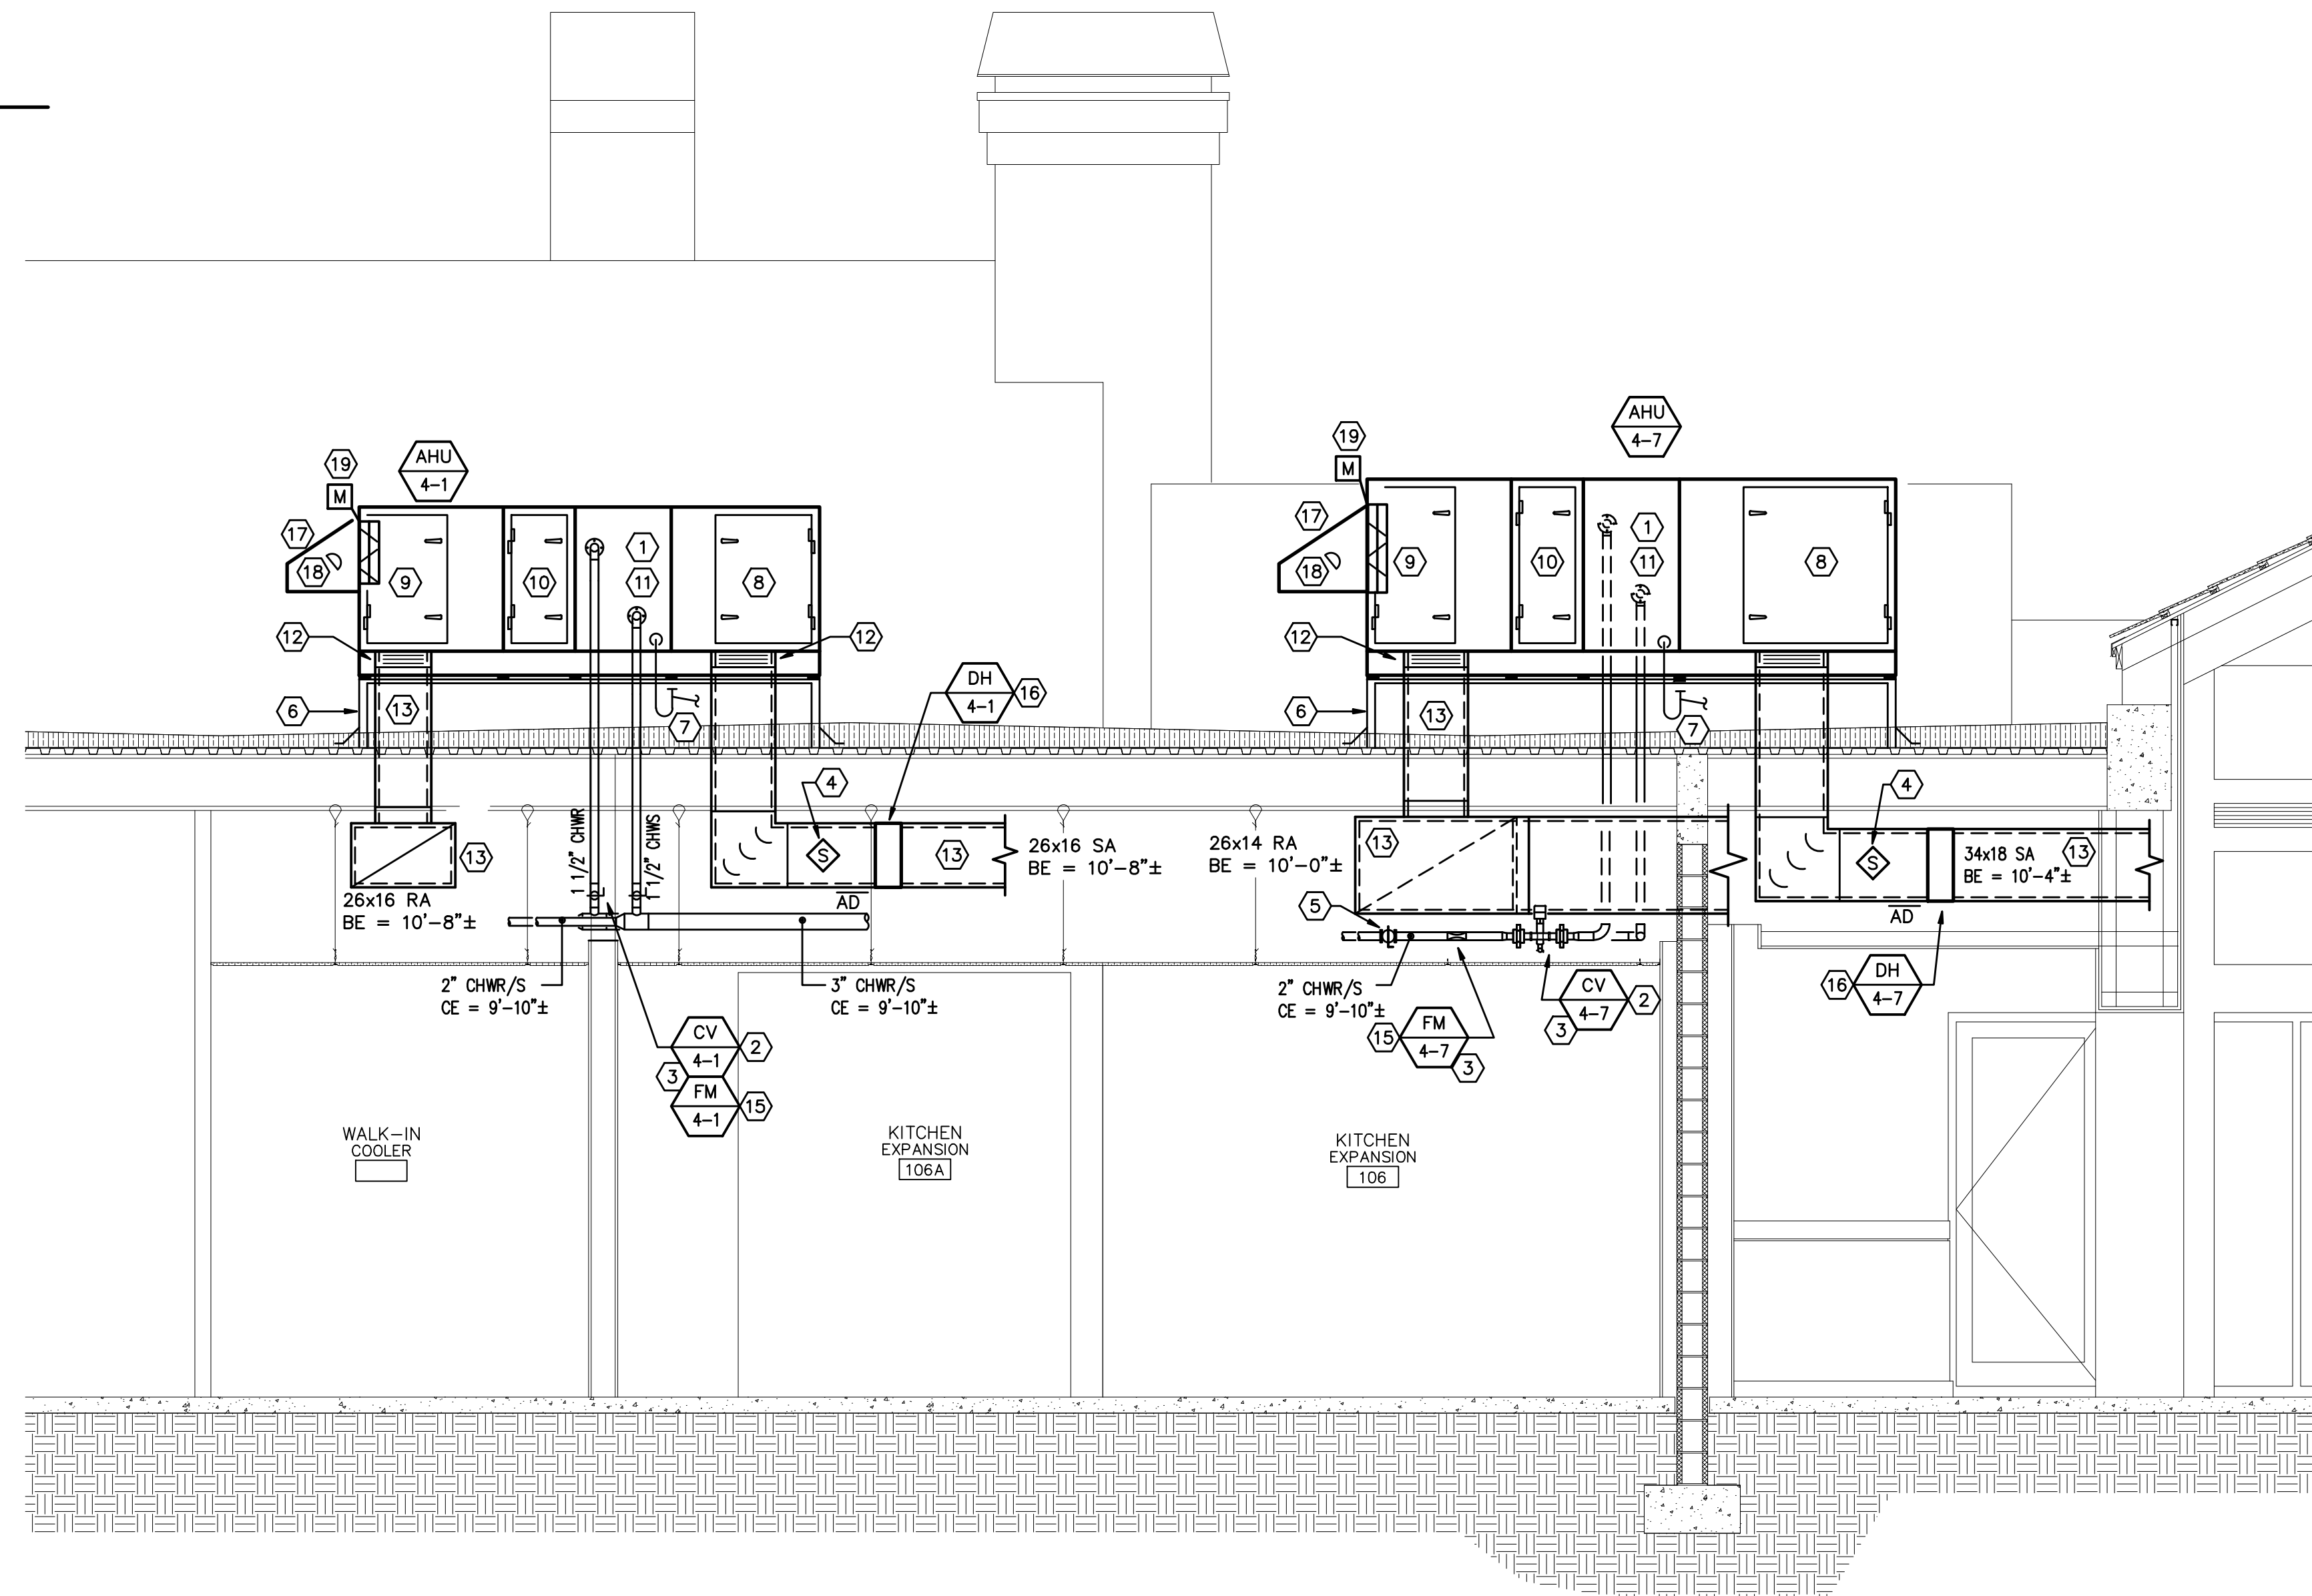 AHU
4-7
19
M
AHU
4-1
19
M
17
18
9
10
1
11
8
17
18
9
10
1
11
8
12
12
12
DH
4-1
16
6
13
7
6
13
7
4
4
1 1/2" CHWR
1 1/2" CHWS
S
13
13
26x16 SA
BE = 10'-8"±
26x14 RA
BE = 10'-0"±
13
S
34x18 SA
BE = 10'-4"±
13
26x16 RA
BE = 10'-8"±
AD
5
AD
2" CHWR/S
CE = 9'-10"±
3" CHWR/S
CE = 9'-10"±
2" CHWR/S
CE = 9'-10"±
CV
4-7
2
3
16
DH
4-7
15
FM
4-7
3
CV
4-1
2
3
FM
4-1
15
WALK-IN
COOLER
KITCHEN
EXPANSION
106A
KITCHEN
EXPANSION
106